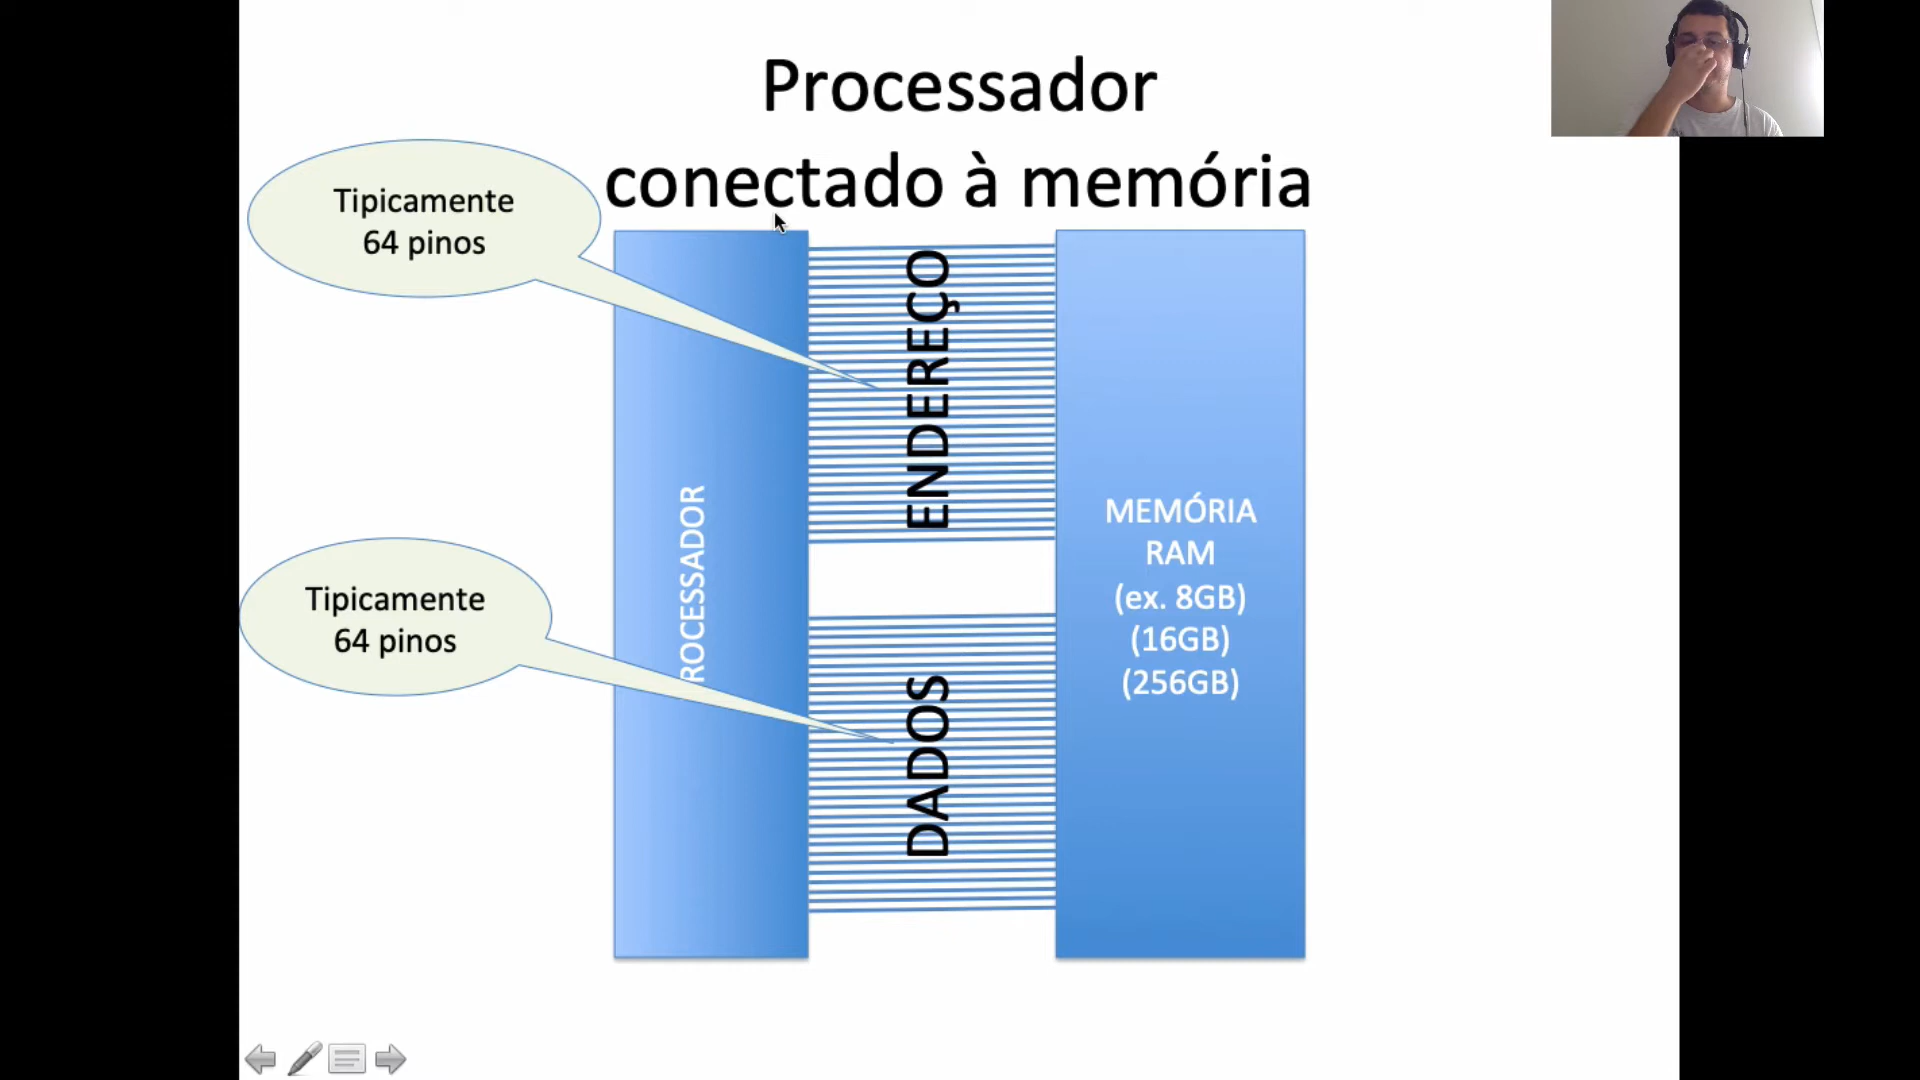 Processador
conectado à memória
Tipicamente
64 pinos
ENDEREÇO
ROCESSADOR
MEMÓRIA
RAM
(ex. 8GB)
(16GB)
(256GB)
Tipicamente
64 pinos
DADOS